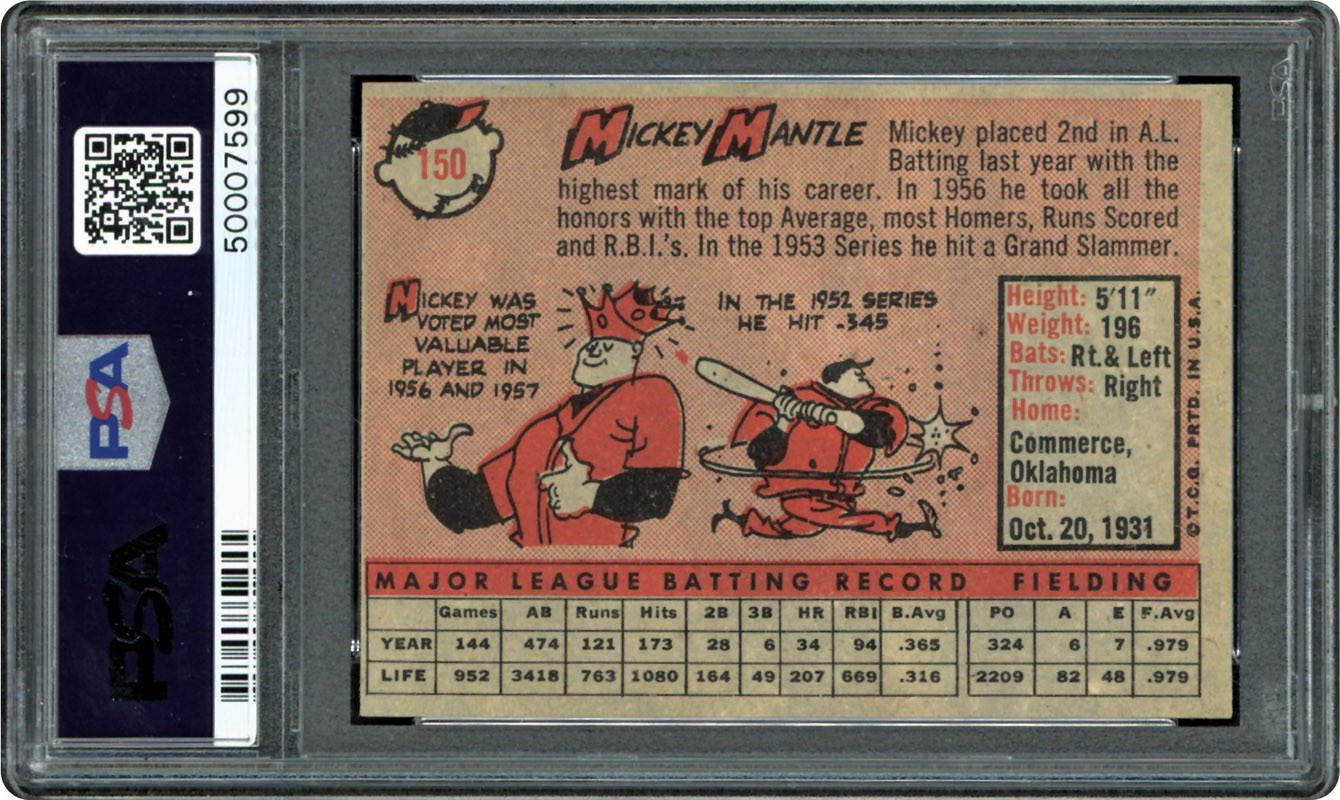 50007599
PSA
PSA
PSA
150
MICKEY MANTLE
Mickey placed 2nd in A.L.
Batting last year with the
highest mark of his career. In 1956 he took all the
honors with the top Average, most Homers, Runs Scored
and R.B.I.'s. In the 1953 Series he hit a Grand Slammer.
MICKEY WAS
VOTED MOST
VALUABLE
PLAYER IN
1956 AND 1957
IN THE 1952 SERIES
HE HIT .345
Height: 5'11"
Weight: 196
Bats: Rt.& Left
Throws: Right
Home:
Commerce,
Oklahoma
Born:
Oct. 20, 1931
©T.C.G. PRTD. IN U.S.A.
MAJOR LEAGUE BATTING RECORD FIELDING
Games AB Runs Hits 2B 3B HR RBI B.Avg PO A E F.Avg
YEAR 144 474 121 173 28 6 34 94 .365 324 6 7 .979
LIFE 952 3418 763 1080 164 49 207 669 .316 2209 82 48 .979